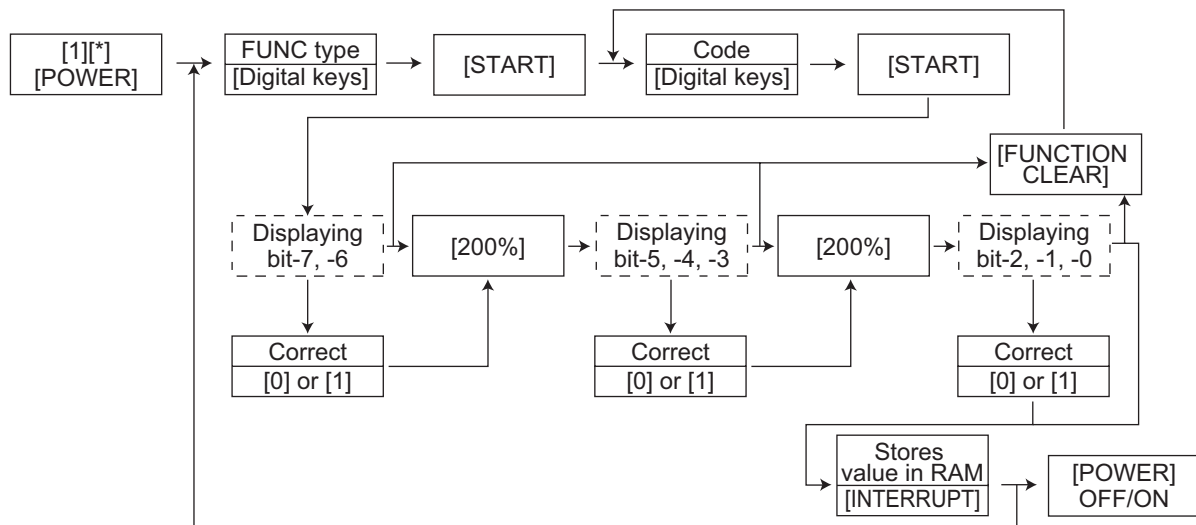 [1][*]
[POWER]
FUNC type
[Digital keys]
[START]
Code
[Digital keys]
[START]
[FUNCTION
CLEAR]
Displaying
bit-7, -6
[200%]
Displaying
bit-5, -4, -3
[200%]
Displaying
bit-2, -1, -0
Correct
[0] or [1]
Correct
[0] or [1]
Correct
[0] or [1]
Stores
value in RAM
[INTERRUPT]
[POWER]
OFF/ON